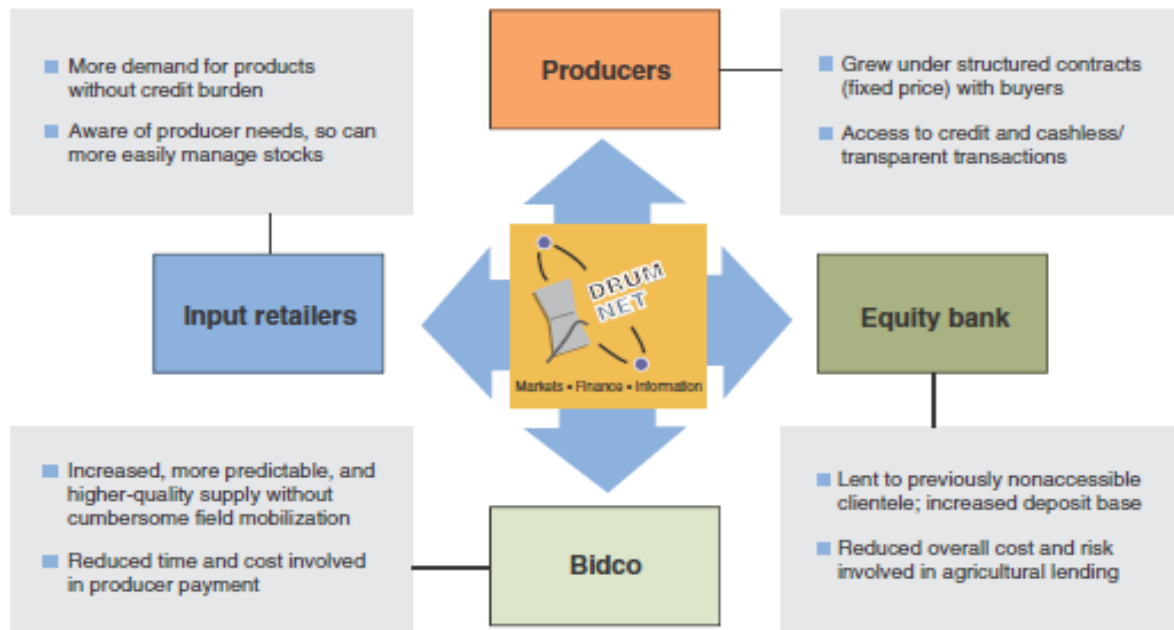 More demand for products
without credit burden
Aware of producer needs, so can
more easily manage stocks
Producers
Grew under structured contracts
(fixed price) with buyers
Access to credit and cashless/
transparent transactions
Input retailers
DRUM
NET
Markets • Finance • Information
Equity bank
Increased, more predictable, and
higher-quality supply without
cumbersome field mobilization
Reduced time and cost involved
in producer payment
Bidco
Lent to previously nonaccessible
clientele; increased deposit base
Reduced overall cost and risk
involved in agricultural lending